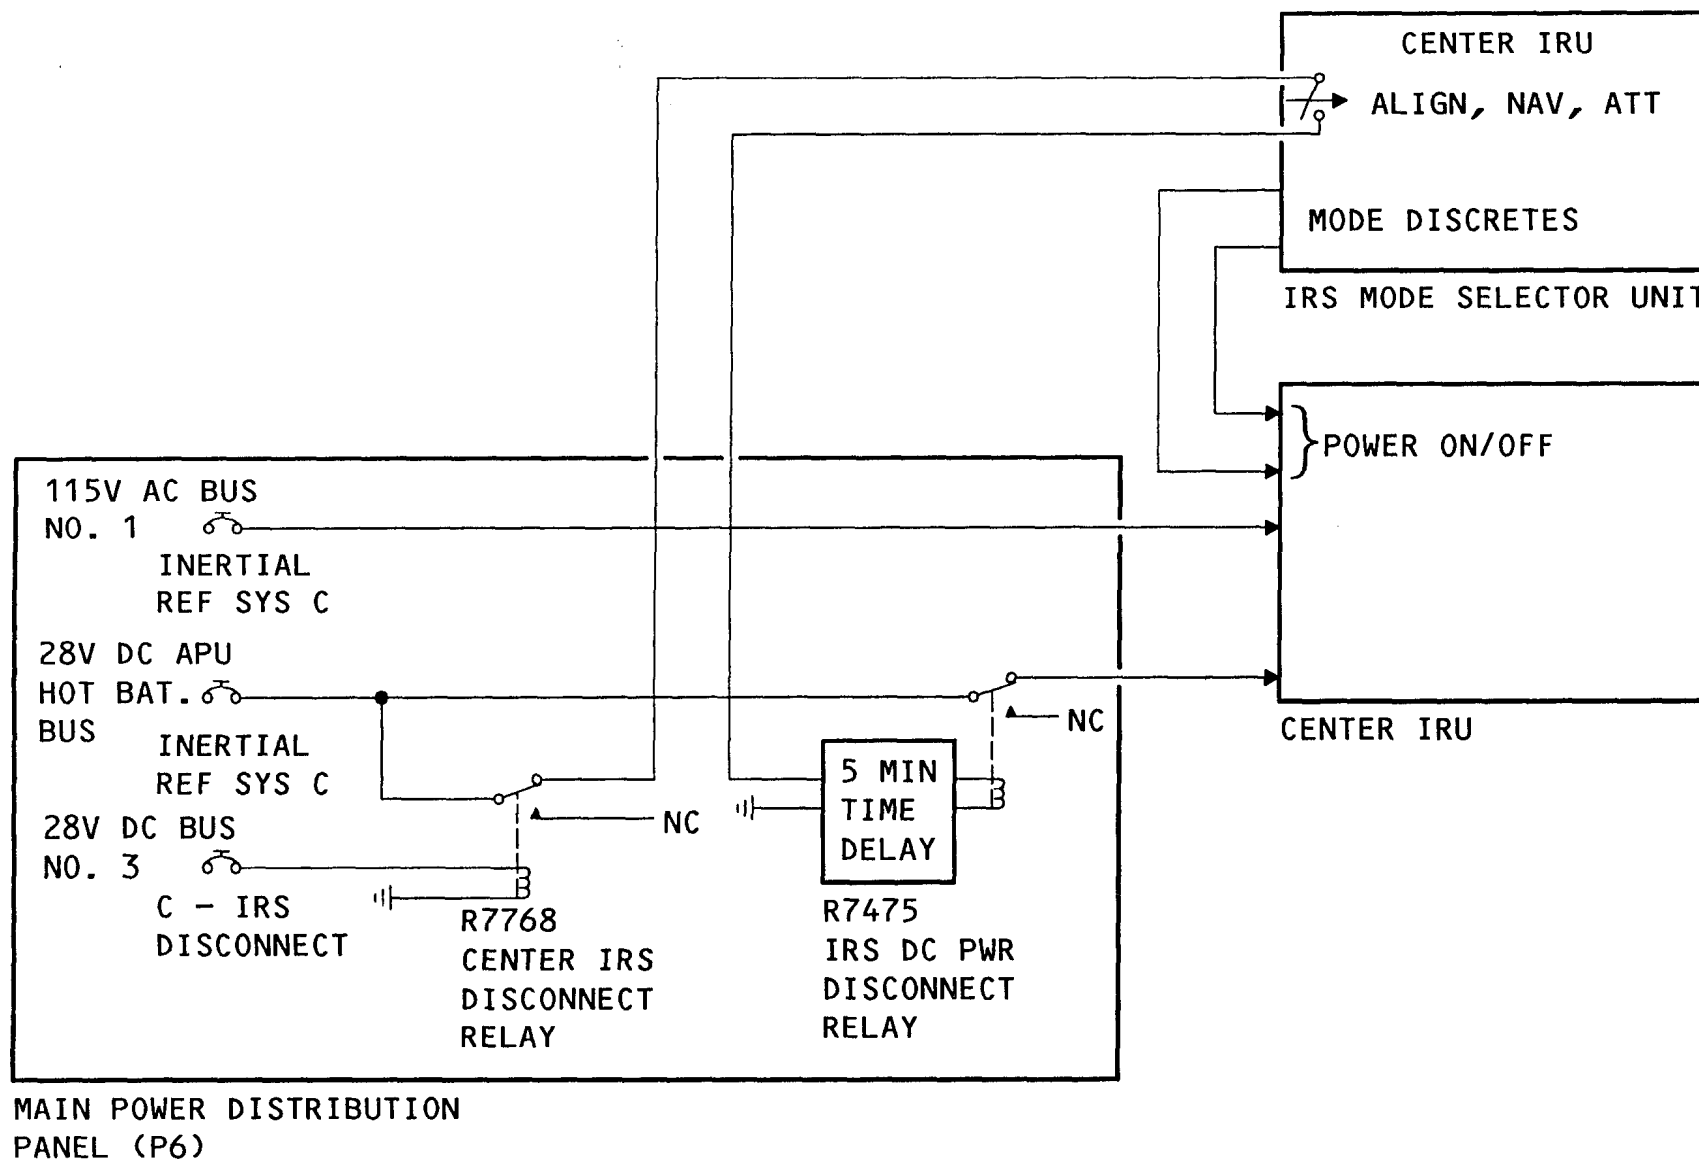 CENTER IRU
ALIGN, NAV, ATT
MODE DISCRETES
IRS MODE SELECTOR UNIT
POWER ON/OFF
CENTER IRU
115V AC BUS
NO. 1
INERTIAL
REF SYS C
28V DC APU
HOT BAT.
BUS
INERTIAL
REF SYS C
28V DC BUS
NO. 3
C - IRS
DISCONNECT
NC
R7768
CENTER IRS
DISCONNECT
RELAY
5 MIN
TIME
DELAY
NC
R7475
IRS DC PWR
DISCONNECT
RELAY
MAIN POWER DISTRIBUTION
PANEL (P6)